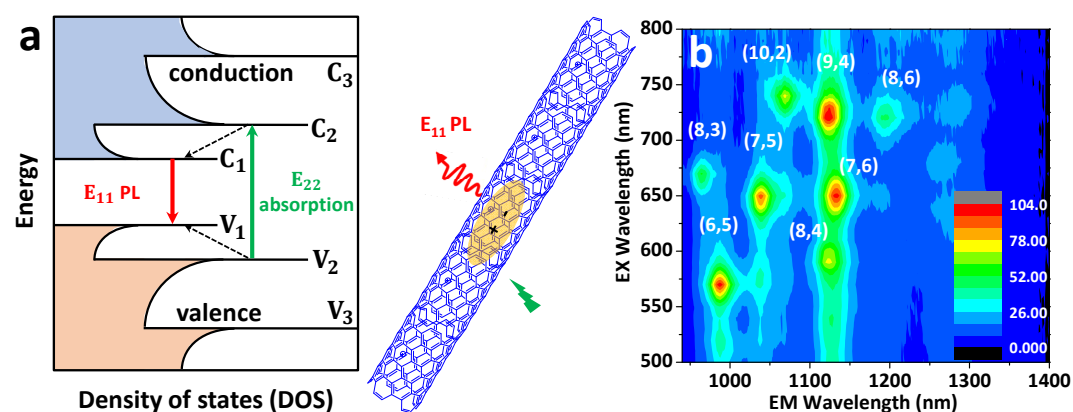 a
conduction
C₃
C₂
C₁
E₁₁ PL
E₂₂
absorption
V₁
V₂
valence
V₃
Energy
Density of states (DOS)
E₁₁ PL
b
(10,2)
(9,4)
(8,6)
(8,3)
(7,5)
(7,6)
(6,5)
(8,4)
104.0
78.00
52.00
26.00
0.000
800
750
700
650
600
550
500
EX Wavelength (nm)
1000
1100
1200
1300
1400
EM Wavelength (nm)